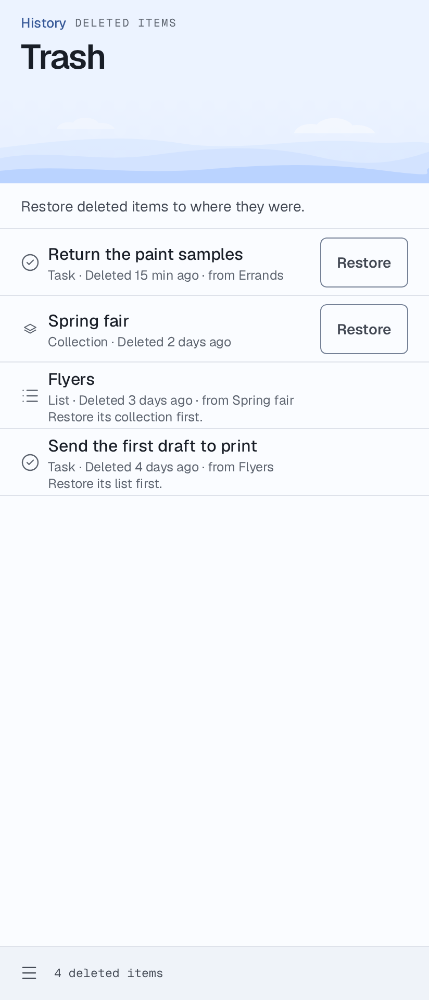 History DELETED ITEMS
Trash
Restore deleted items to where they were.
Return the paint samples
Task · Deleted 15 min ago · from Errands
Restore
Spring fair
Collection · Deleted 2 days ago
Restore
Flyers
List · Deleted 3 days ago · from Spring fair
Restore its collection first.
Send the first draft to print
Task · Deleted 4 days ago · from Flyers
Restore its list first.
4 deleted items